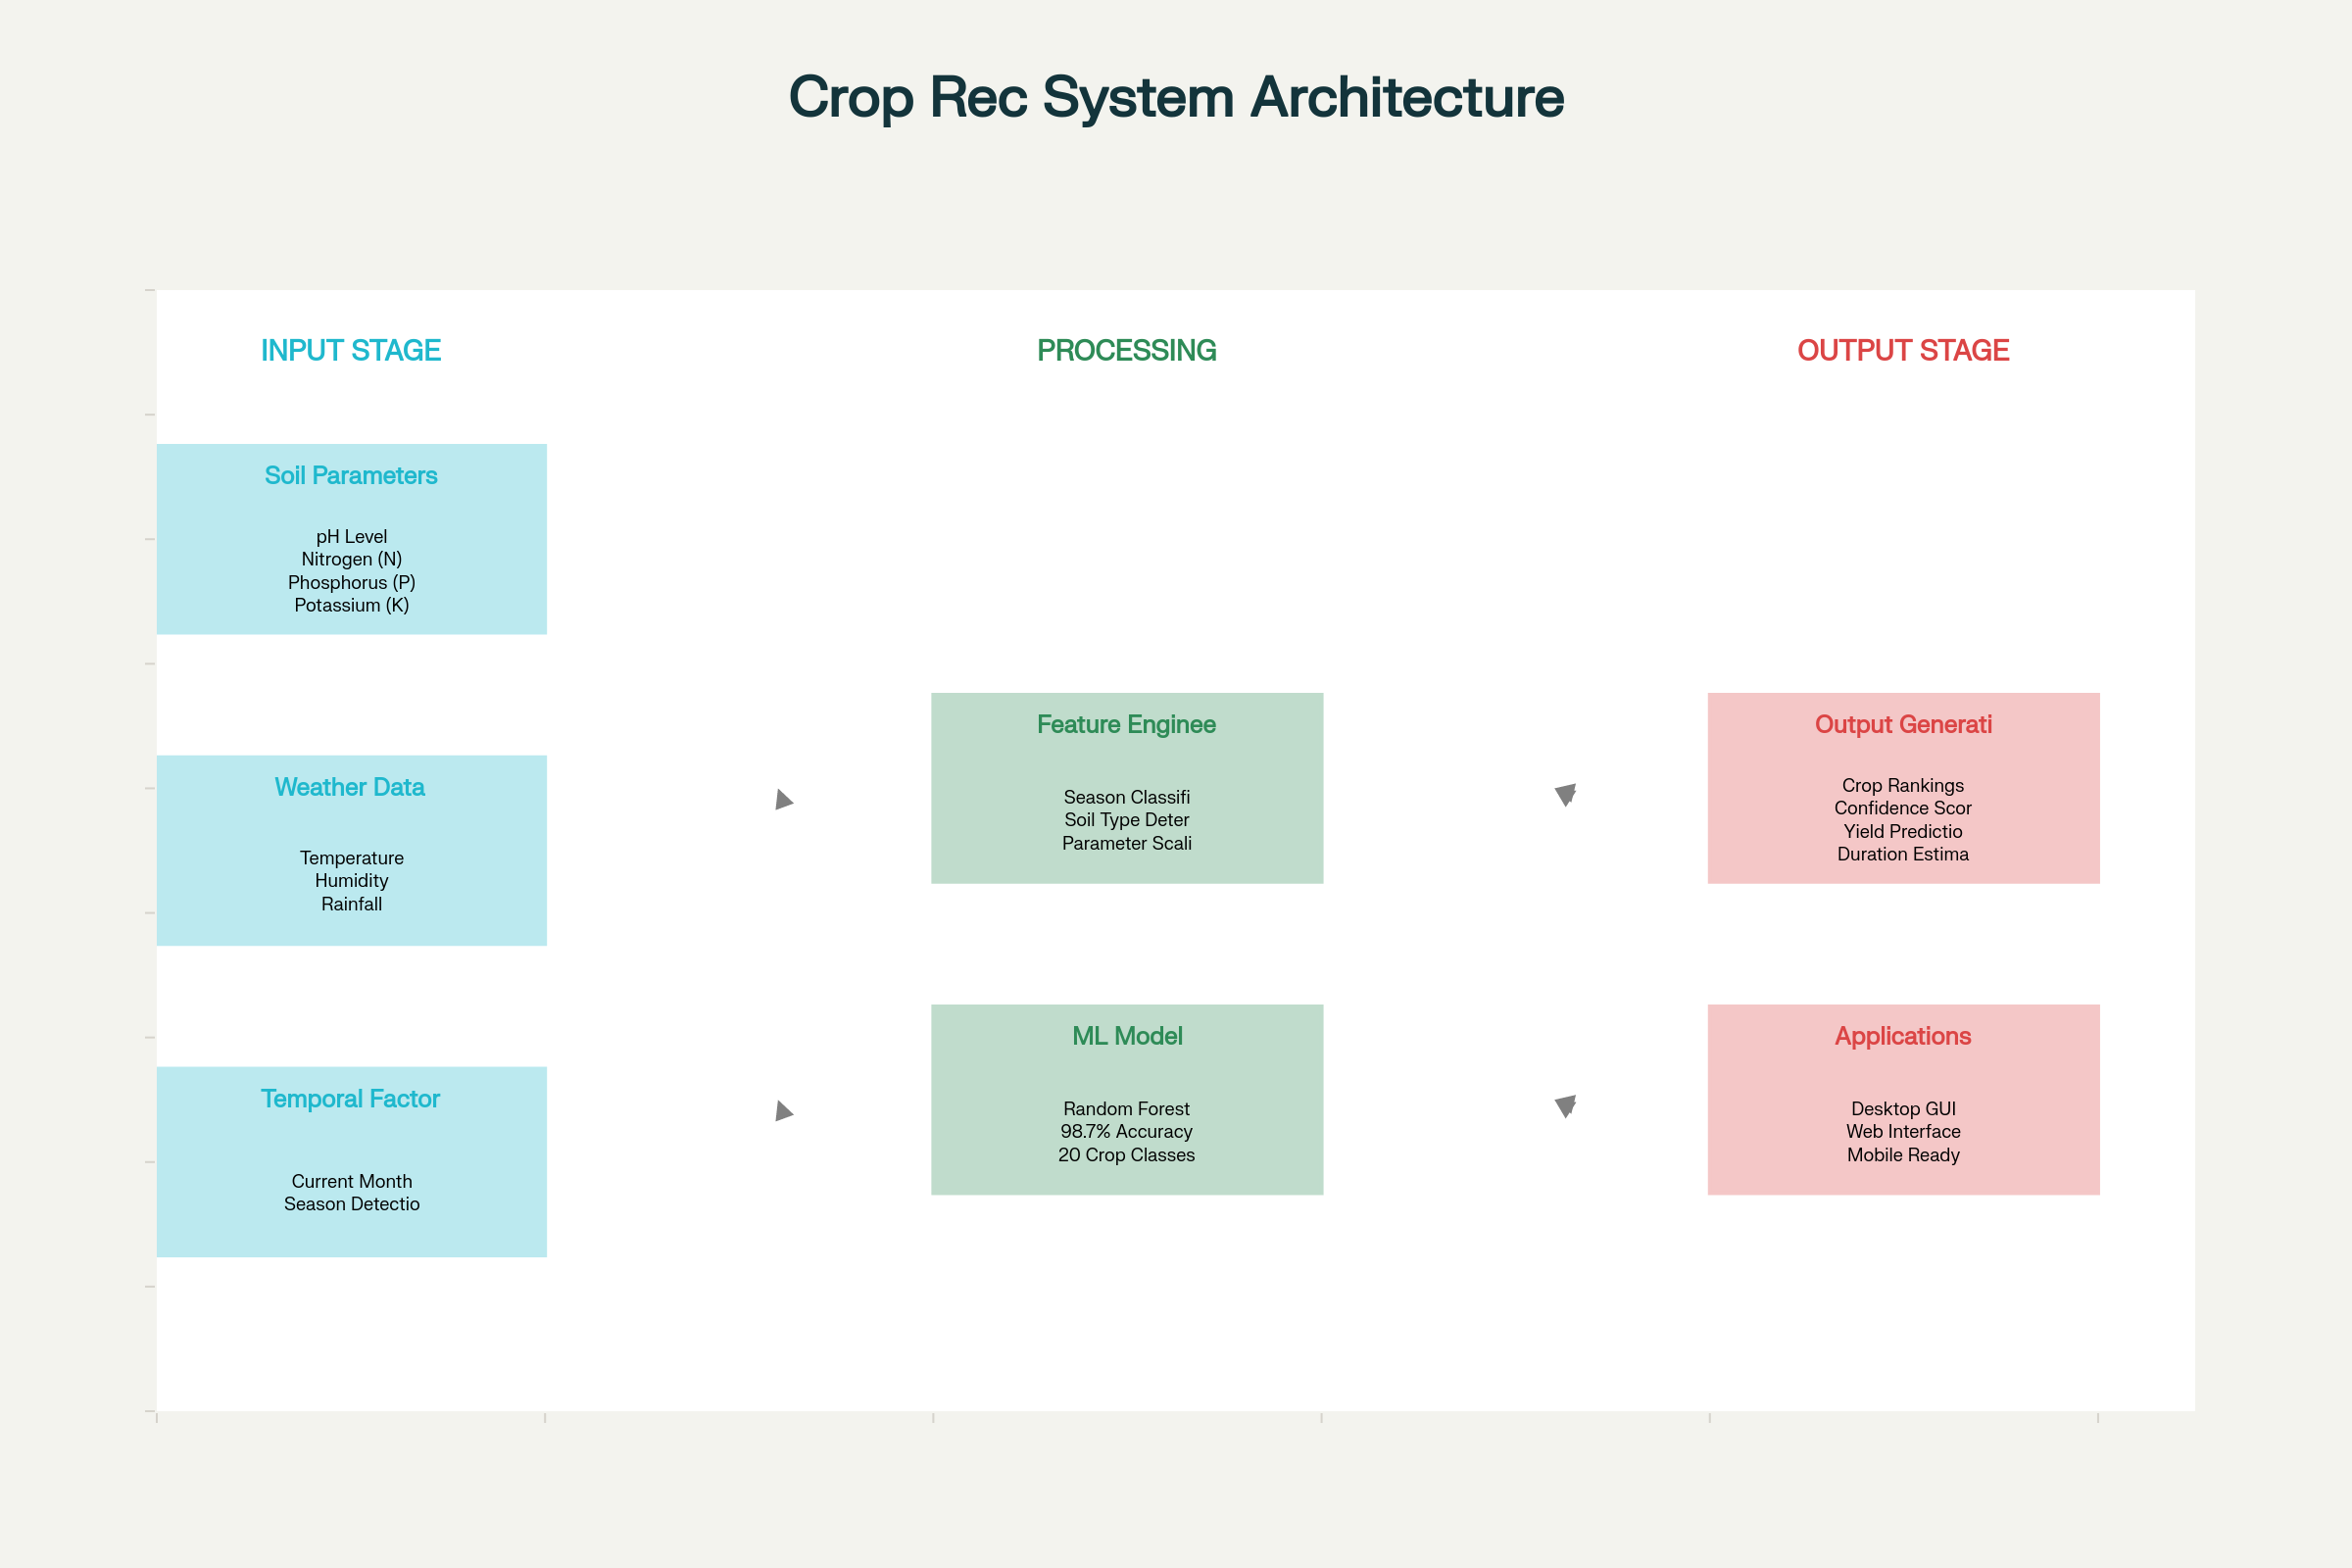 Crop Rec System Architecture
INPUT STAGE
Soil Parameters
pH Level
Nitrogen (N)
Phosphorus (P)
Potassium (K)
Weather Data
Temperature
Humidity
Rainfall
Temporal Factor
Current Month
Season Detectio
PROCESSING
Feature Enginee
Season Classifi
Soil Type Deter
Parameter Scali
ML Model
Random Forest
98.7% Accuracy
20 Crop Classes
OUTPUT STAGE
Output Generati
Crop Rankings
Confidence Scor
Yield Predictio
Duration Estima
Applications
Desktop GUI
Web Interface
Mobile Ready